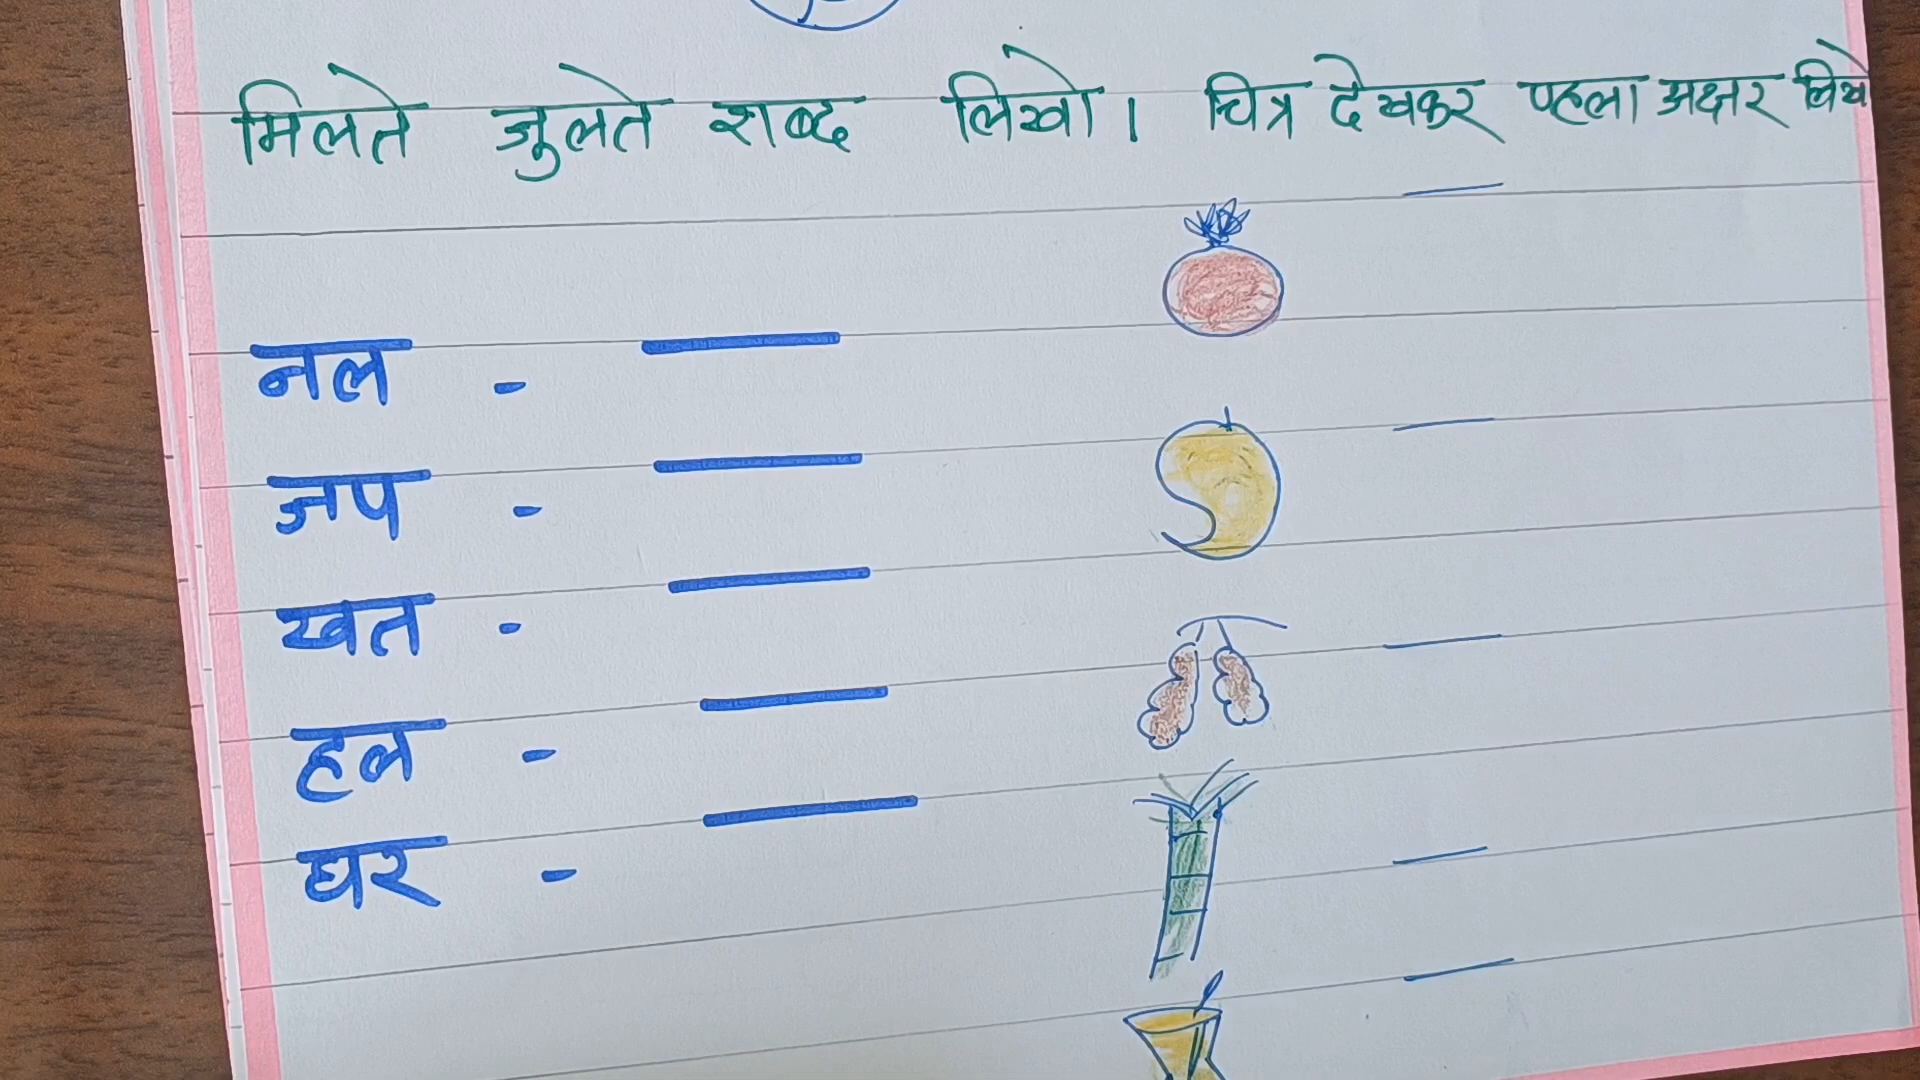 मिलते जुलते शब्द लिखो। चित्र देखकर पहला अक्षर लिखो
नल -
जप -
खत -
हल -
घर -